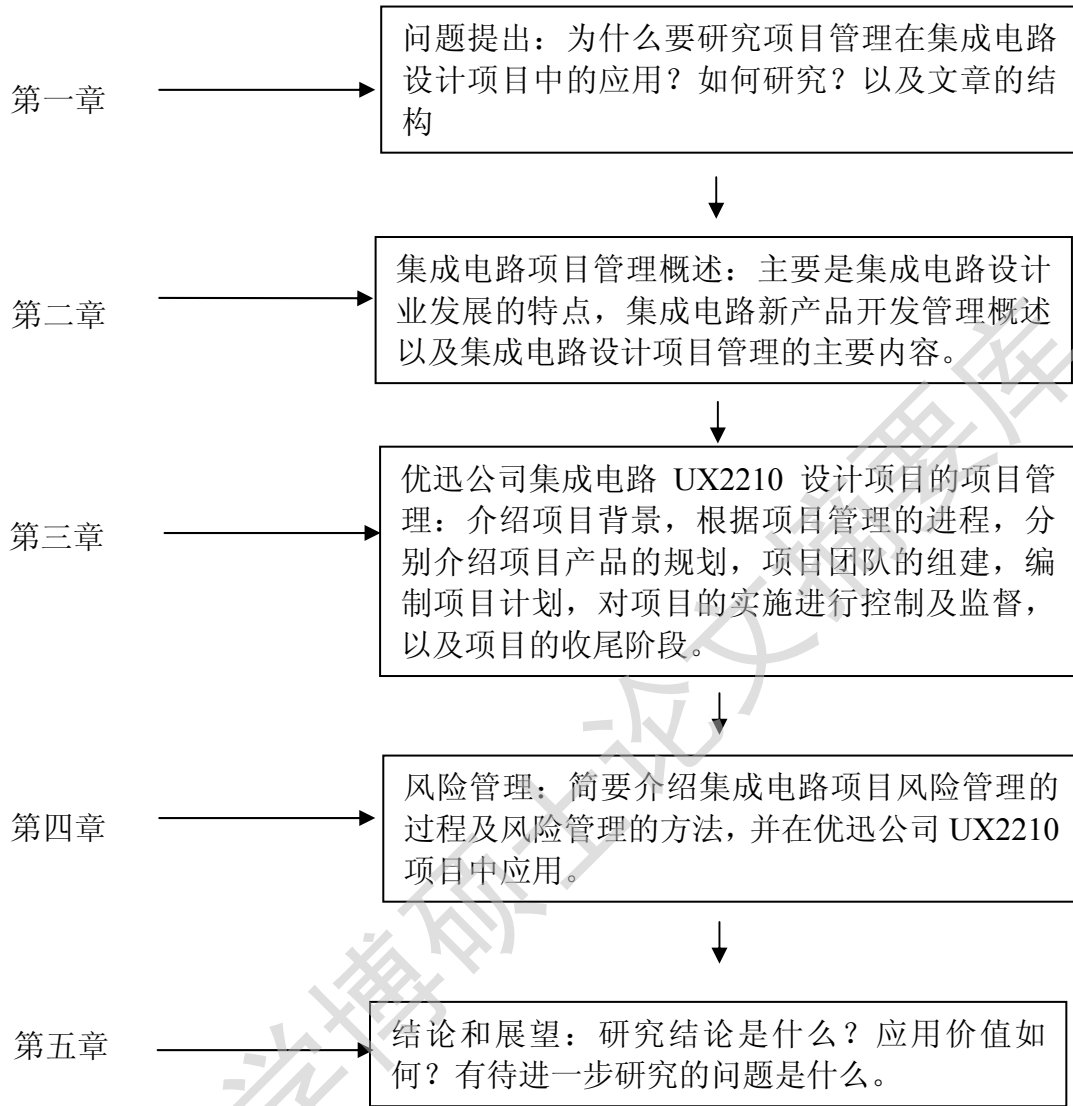 第一章
问题提出：为什么要研究项目管理在集成电路
设计项目中的应用？如何研究？以及文章的结
构
第二章
集成电路项目管理概述：主要是集成电路设计
业发展的特点，集成电路新产品开发管理概述
以及集成电路设计项目管理的主要内容。
第三章
优迅公司集成电路 UX2210 设计项目的项目管
理：介绍项目背景，根据项目管理的进程，分
别介绍项目产品的规划，项目团队的组建，编
制项目计划，对项目的实施进行控制及监督，
以及项目的收尾阶段。
第四章
风险管理：简要介绍集成电路项目风险管理的
过程及风险管理的方法，并在优迅公司 UX2210
项目中应用。
第五章
结论和展望：研究结论是什么？应用价值如
何？有待进一步研究的问题是什么。
学博硕士论文摘要库